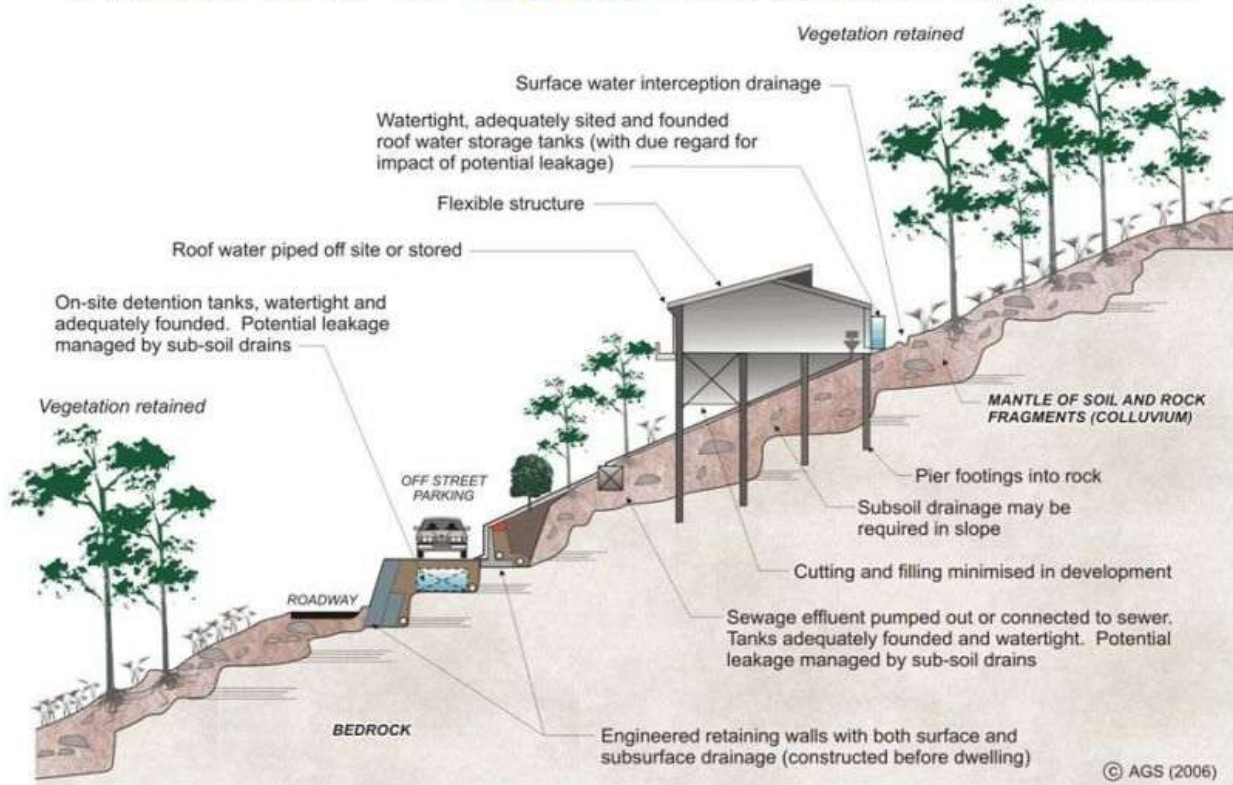 Vegetation retained
Surface water interception drainage
Watertight, adequately sited and founded
roof water storage tanks (with due regard for
impact of potential leakage)
Flexible structure
Roof water piped off site or stored
On-site detention tanks, watertight and
adequately founded. Potential leakage
managed by sub-soil drains
Vegetation retained
MANTLE OF SOIL AND ROCK
FRAGMENTS (COLLUVIUM)
OFF STREET
PARKING
Pier footings into rock
Subsoil drainage may be
required in slope
Cutting and filling minimised in development
ROADWAY
Sewage effluent pumped out or connected to sewer.
Tanks adequately founded and watertight. Potential
leakage managed by sub-soil drains
BEDROCK
Engineered retaining walls with both surface and
subsurface drainage (constructed before dwelling)
© AGS (2006)